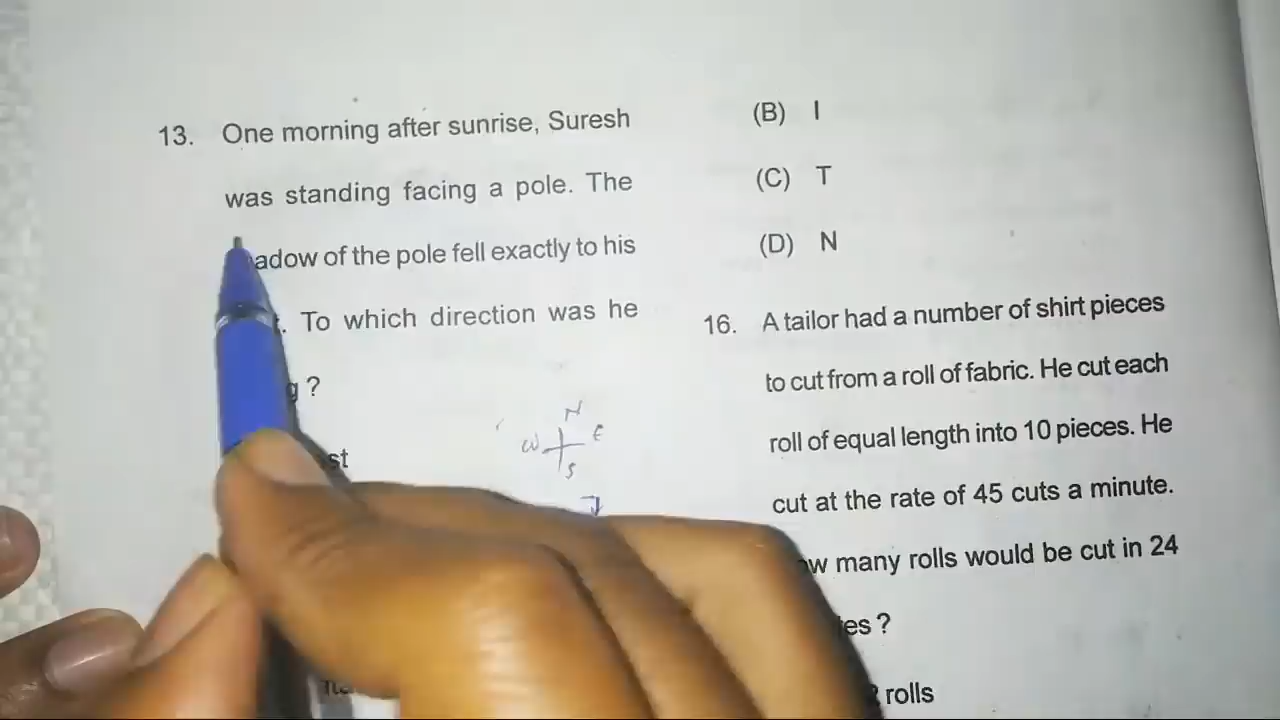 13. One morning after sunrise, Suresh
was standing facing a pole. The
adow of the pole fell exactly to his
. To which direction was he
g ?
st
N
W E
S
(B) I
(C) T
(D) N
16. A tailor had a number of shirt pieces
to cut from a roll of fabric. He cut each
roll of equal length into 10 pieces. He
cut at the rate of 45 cuts a minute.
ow many rolls would be cut in 24
es ?
rolls